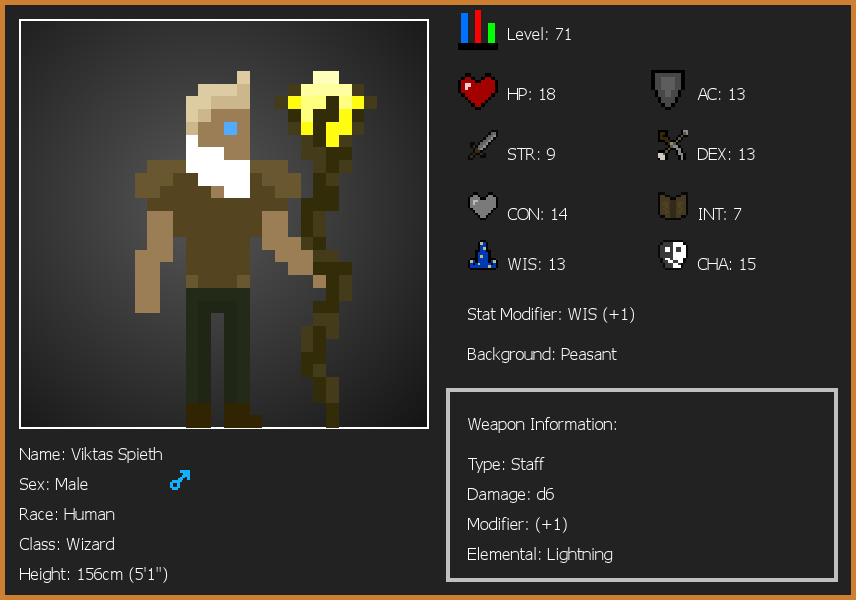 Level: 71
HP: 18
AC: 13
STR: 9
DEX: 13
CON: 14
INT: 7
WIS: 13
CHA: 15
Stat Modifier: WIS (+1)
Background: Peasant
Weapon Information:
Type: Staff
Damage: d6
Modifier: (+1)
Elemental: Lightning
Name: Viktas Spieth
Sex: Male
Race: Human
Class: Wizard
Height: 156cm (5'1")